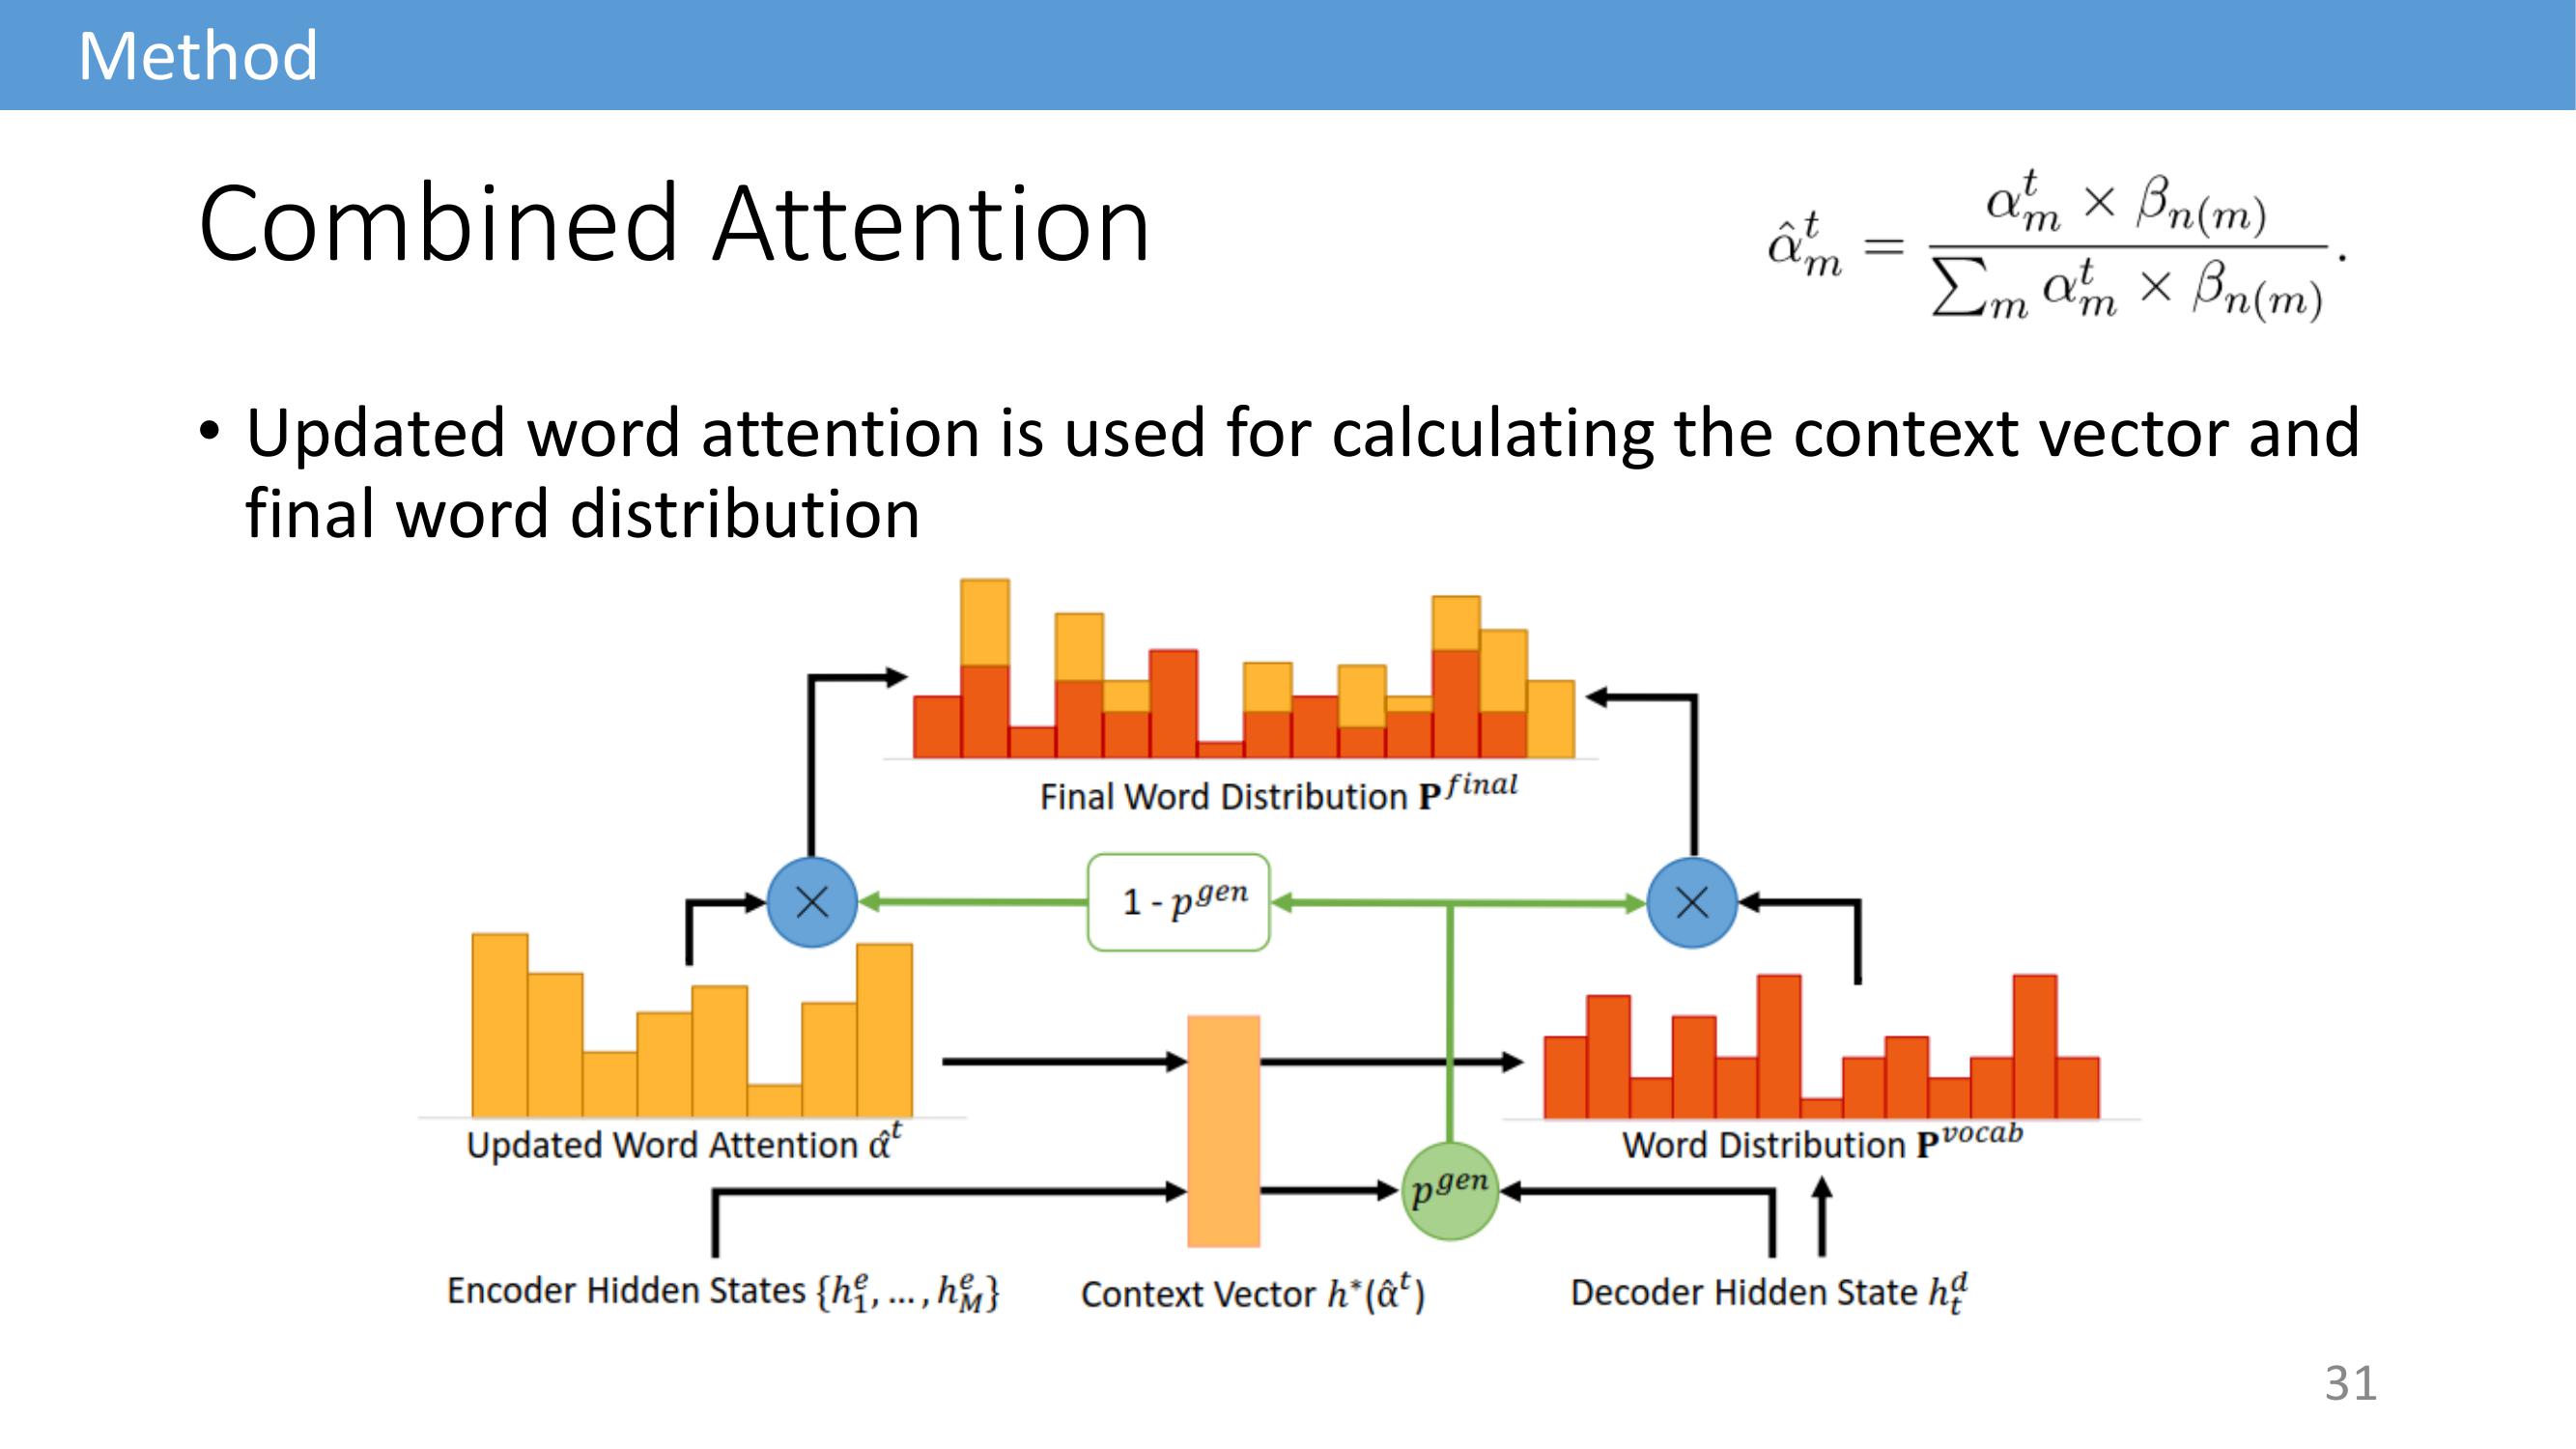 Method
Combined Attention
$\hat{\alpha}_m^t = \frac{\alpha_m^t \times \beta_{n(m)}}{\sum_m \alpha_m^t \times \beta_{n(m)}}.$
• Updated word attention is used for calculating the context vector and
final word distribution
Final Word Distribution $\mathbf{P}^{final}$
×
1 - $p^{gen}$
×
Updated Word Attention $\hat{\alpha}^t$
Word Distribution $\mathbf{P}^{vocab}$
$p^{gen}$
Encoder Hidden States $\{h_1^e, ..., h_M^e\}$
Context Vector $h^*(\hat{\alpha}^t)$
Decoder Hidden State $h_t^d$
31